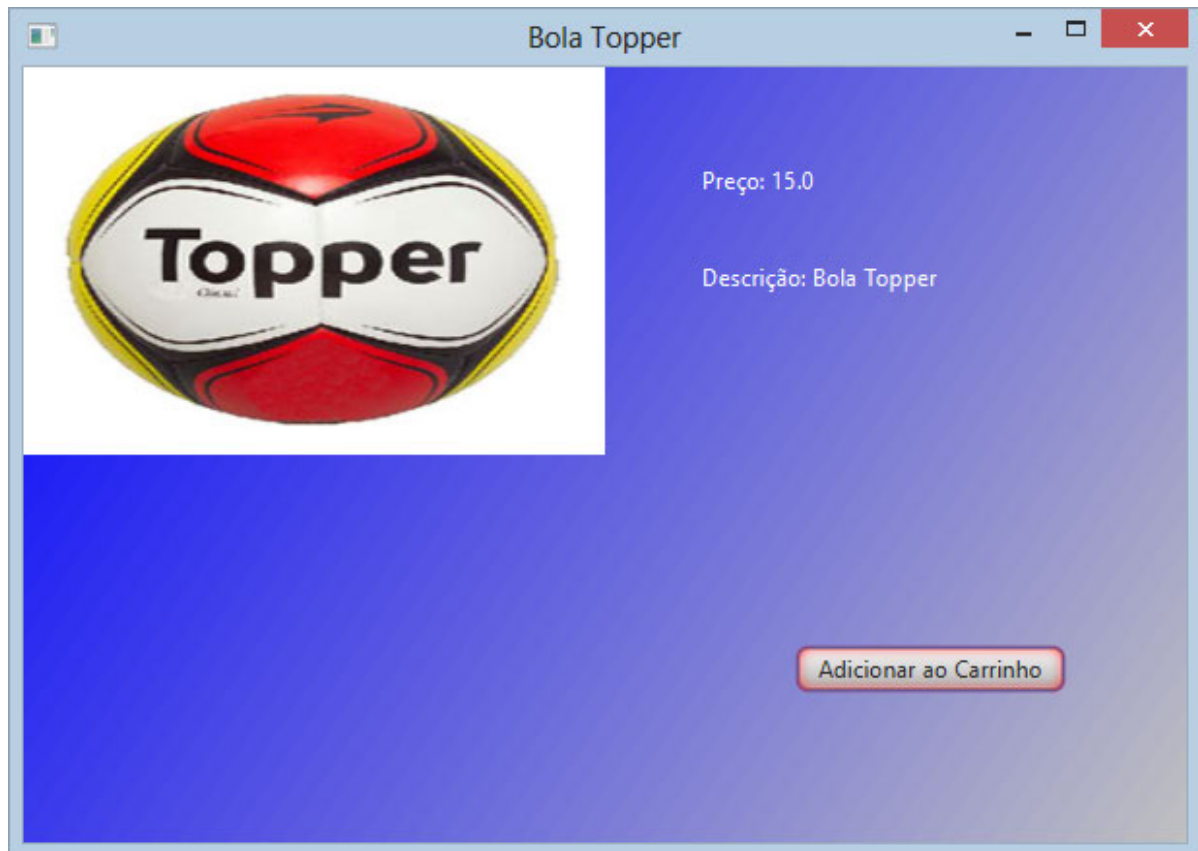 Bola Topper
Topper
Preço: 15.0
Descrição: Bola Topper
Adicionar ao Carrinho